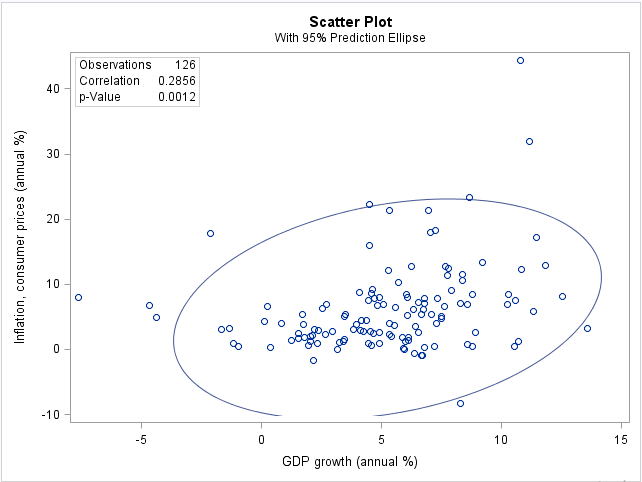 Scatter Plot
With 95% Prediction Ellipse
Observations 126
Correlation 0.2856
p-Value 0.0012
Inflation, consumer prices (annual %)
40
30
20
10
0
-10
-5 0 5 10 15
GDP growth (annual %)